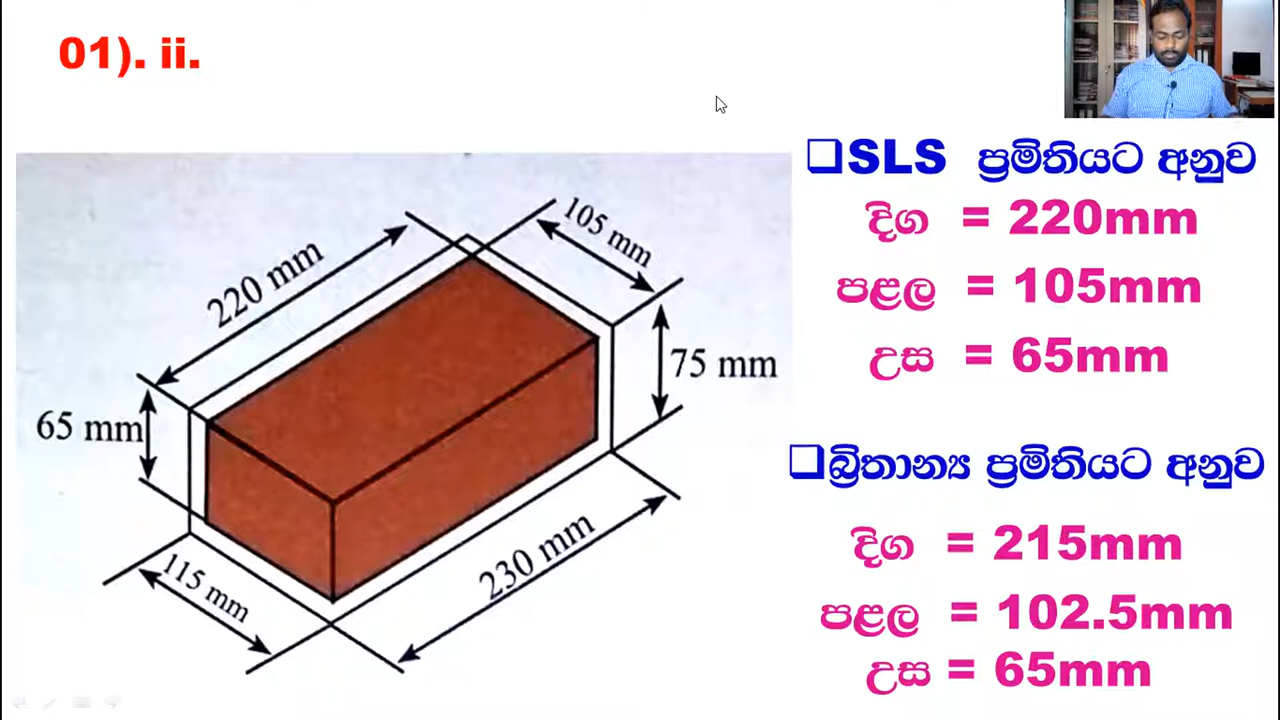 01). ii.
220 mm
105 mm
75 mm
65 mm
115 mm
230 mm
❑SLS ප්‍රමිතියට අනුව
දිග = 220mm
පළල = 105mm
උස = 65mm
❑බ්‍රිතාන්‍ය ප්‍රමිතියට අනුව
දිග = 215mm
පළල = 102.5mm
උස = 65mm